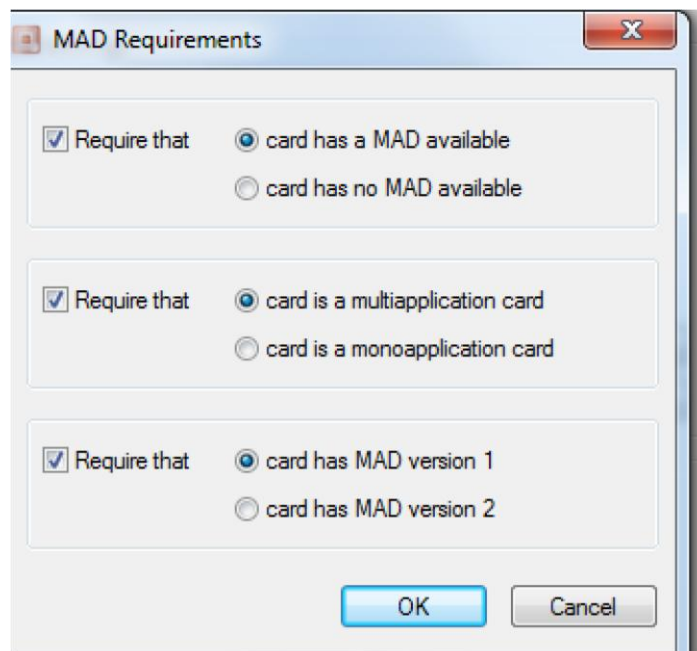 MAD Requirements
Require that card has a MAD available
card has no MAD available
Require that card is a multiapplication card
card is a monoapplication card
Require that card has MAD version 1
card has MAD version 2
OK Cancel